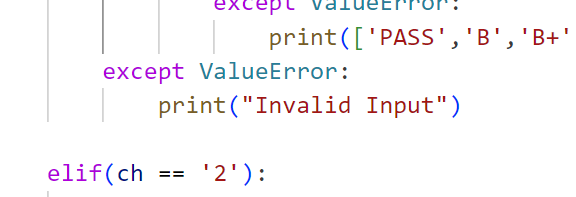 except ValueError:
print(['PASS','B','B+'
except ValueError:
print("Invalid Input")
elif(ch == '2'):